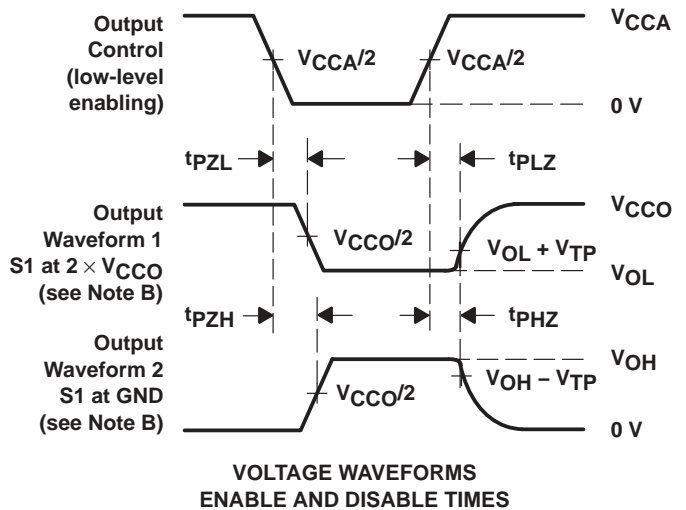 Output
Control
(low-level
enabling)
VCCA/2
VCCA/2
VCCA
0 V
tPZL
tPLZ
Output
Waveform 1
S1 at 2 × VCCO
(see Note B)
VCCO/2
VCCO
VOL + VTP
VOL
tPZH
tPHZ
Output
Waveform 2
S1 at GND
(see Note B)
VCCO/2
VOH
VOH − VTP
0 V
VOLTAGE WAVEFORMS
ENABLE AND DISABLE TIMES